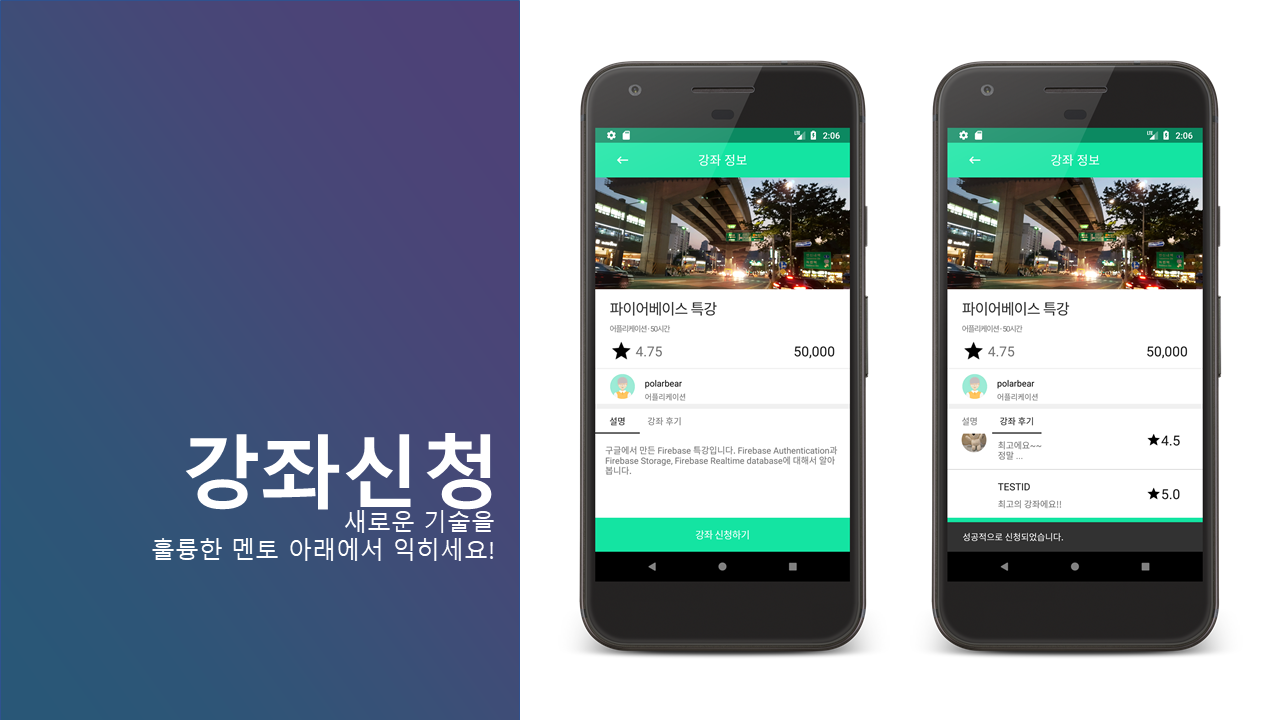 강좌신청
새로운 기술을
훌륭한 멘토 아래에서 익히세요!
2:06
강좌 정보
파이어베이스 특강
어플리케이션 · 50시간
4.75
50,000
polarbear
어플리케이션
설명 강좌 후기
구글에서 만든 Firebase 특강입니다. Firebase Authentication과
Firebase Storage, Firebase Realtime database에 대해서 알아
봅니다.
강좌 신청하기
2:06
강좌 정보
파이어베이스 특강
어플리케이션 · 50시간
4.75
50,000
polarbear
어플리케이션
설명 강좌 후기
최고에요~~
정말 ...
4.5
TESTID
최고의 강좌에요!!
5.0
성공적으로 신청되었습니다.